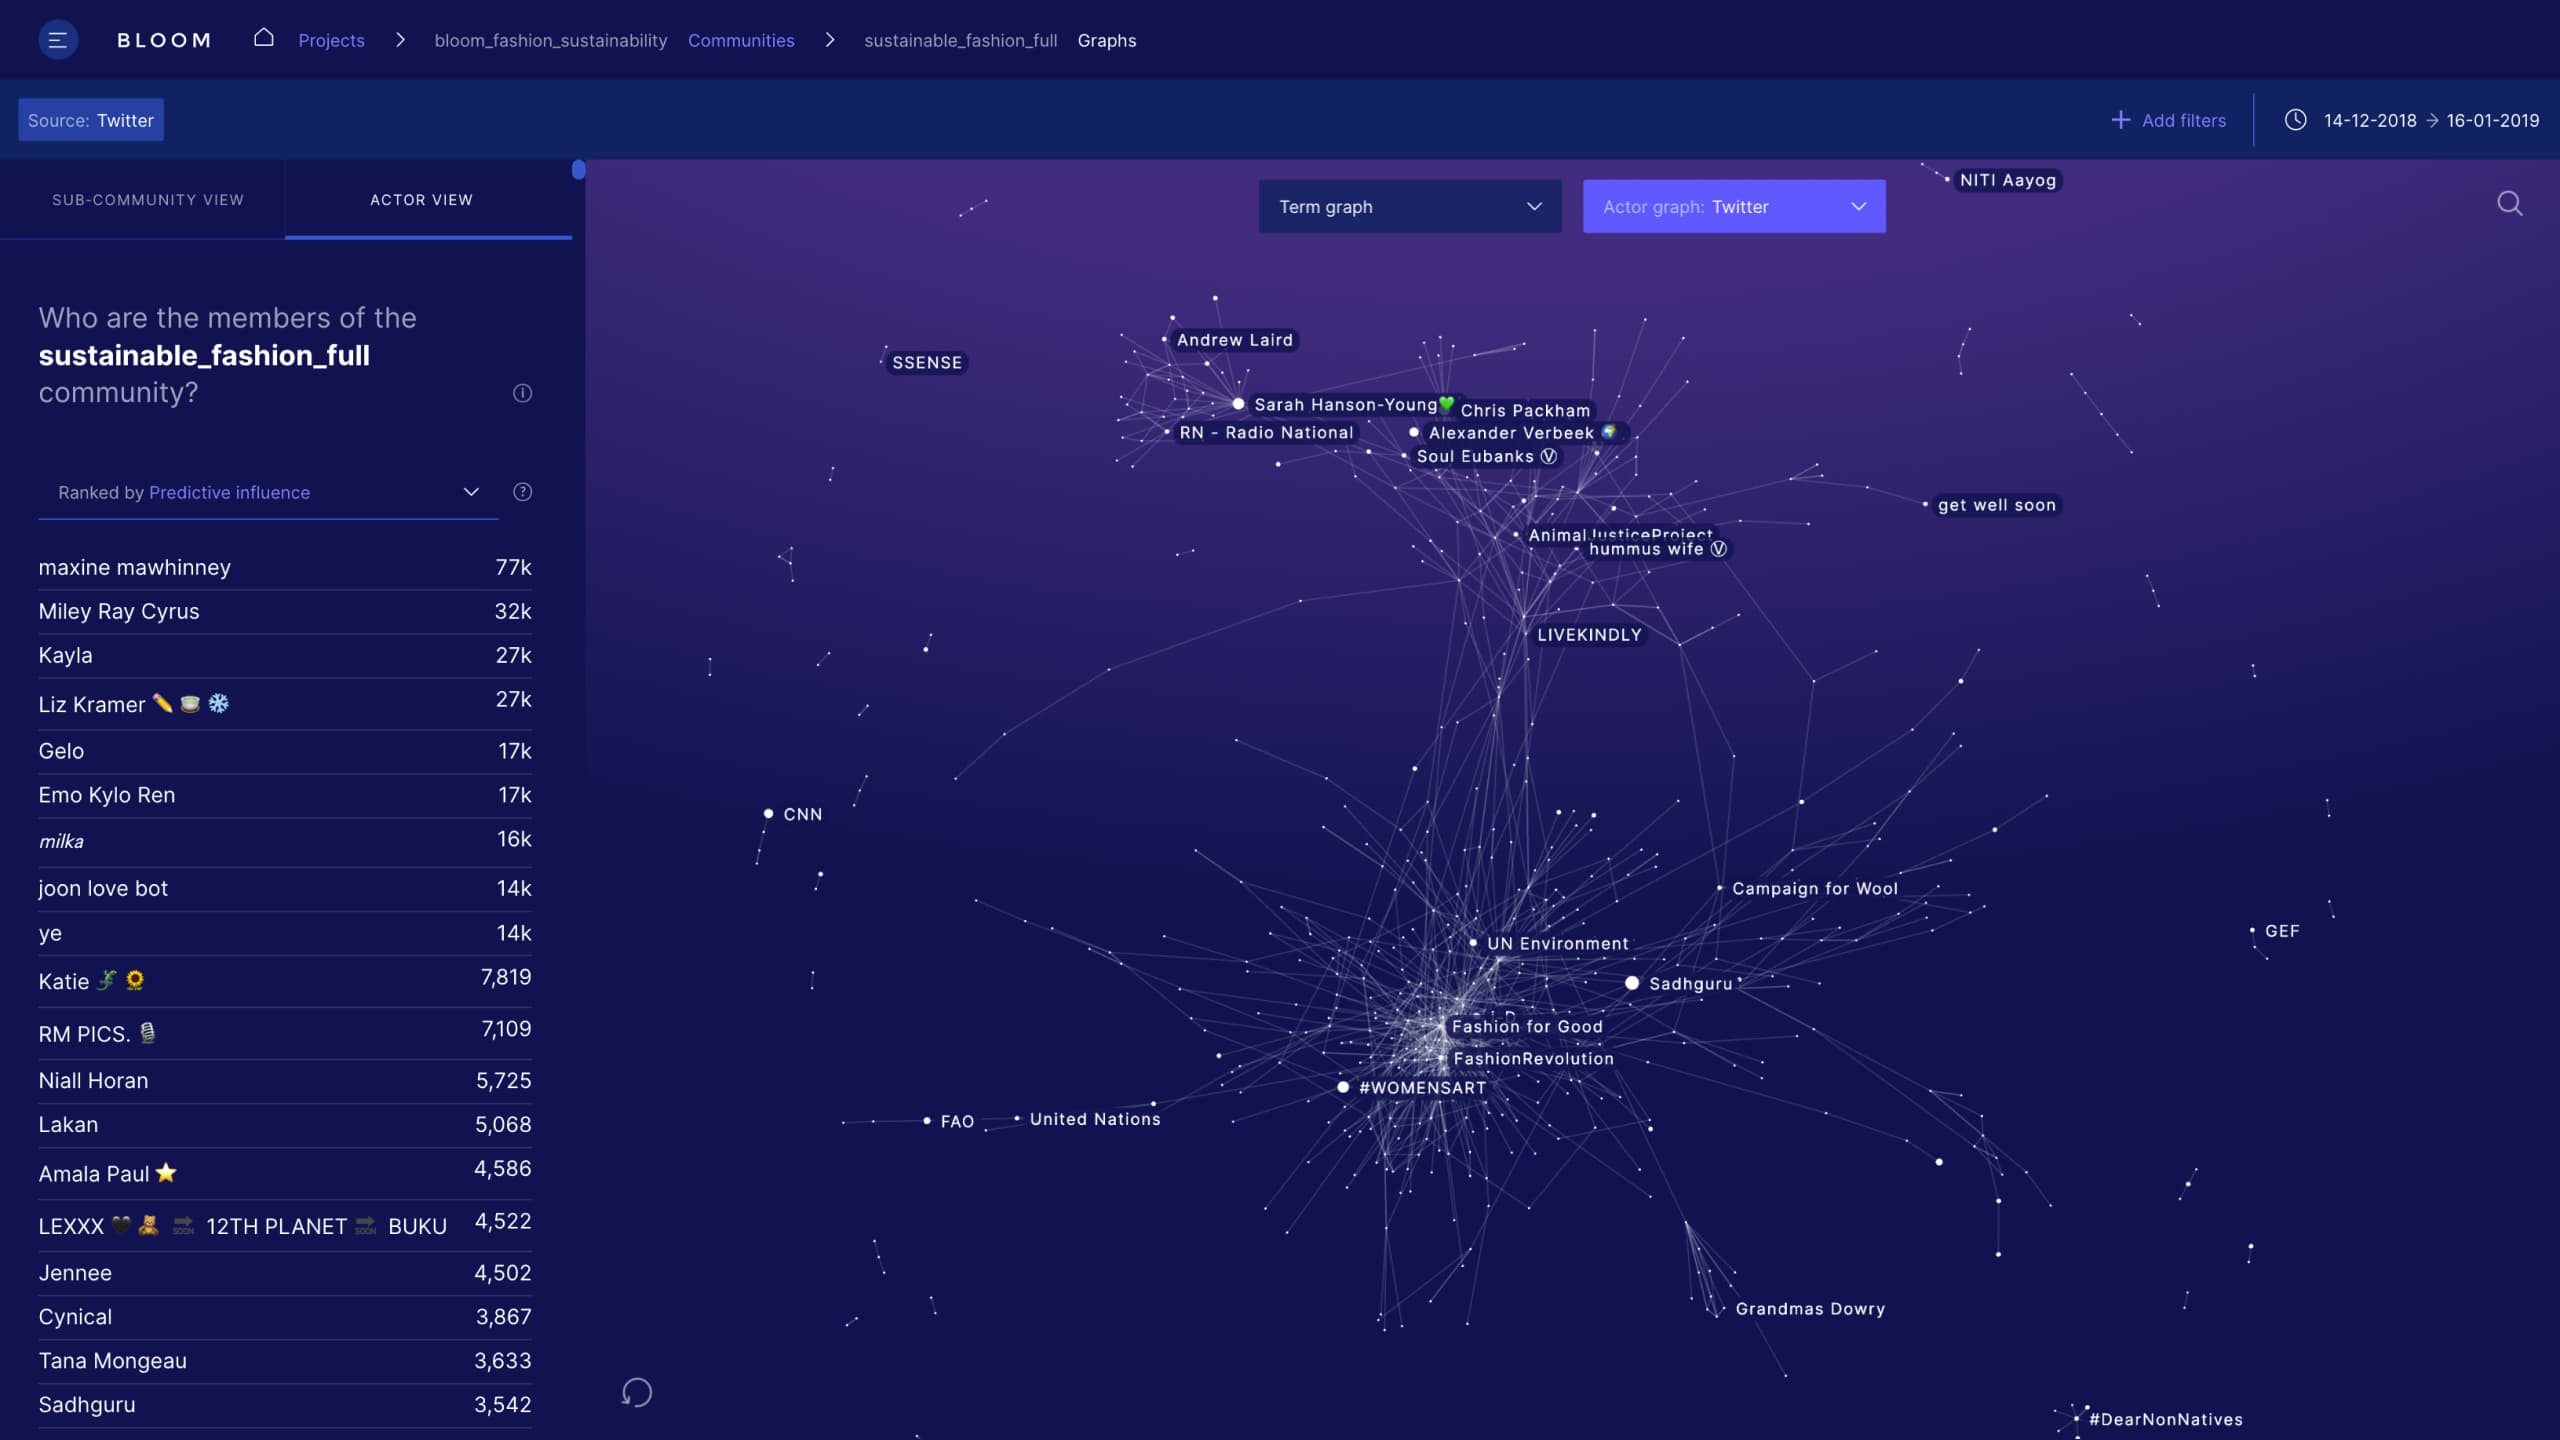 BLOOM Projects bloom_fashion_sustainability Communities sustainable_fashion_full Graphs
Source: Twitter
Add filters
14-12-2018 → 16-01-2019
SUB-COMMUNITY VIEW
ACTOR VIEW
Who are the members of the
sustainable_fashion_full
community?
Ranked by Predictive influence
maxine mawhinney 77k
Miley Ray Cyrus 32k
Kayla 27k
Liz Kramer ✏️ 🍵 ❄️ 27k
Gelo 17k
Emo Kylo Ren 17k
milka 16k
joon love bot 14k
ye 14k
Katie 🦎 🌻 7,819
RM PICS. 🎙 7,109
Niall Horan 5,725
Lakan 5,068
Amala Paul ⭐ 4,586
LEXXX 🖤 🧸 🔜 12TH PLANET 🔜 BUKU 4,522
Jennee 4,502
Cynical 3,867
Tana Mongeau 3,633
Sadhguru 3,542
Term graph
Actor graph: Twitter
NITI Aayog
Andrew Laird
SSENSE
Sarah Hanson-Young💚
Chris Packham
RN - Radio National
Alexander Verbeek 🌍
Soul Eubanks Ⓥ
get well soon
AnimalJusticeProject
hummus wife Ⓥ
LIVEKINDLY
CNN
Campaign for Wool
GEF
UN Environment
Sadhguru
Fashion for Good
FashionRevolution
#WOMENSART
FAO
United Nations
Grandmas Dowry
#DearNonNatives